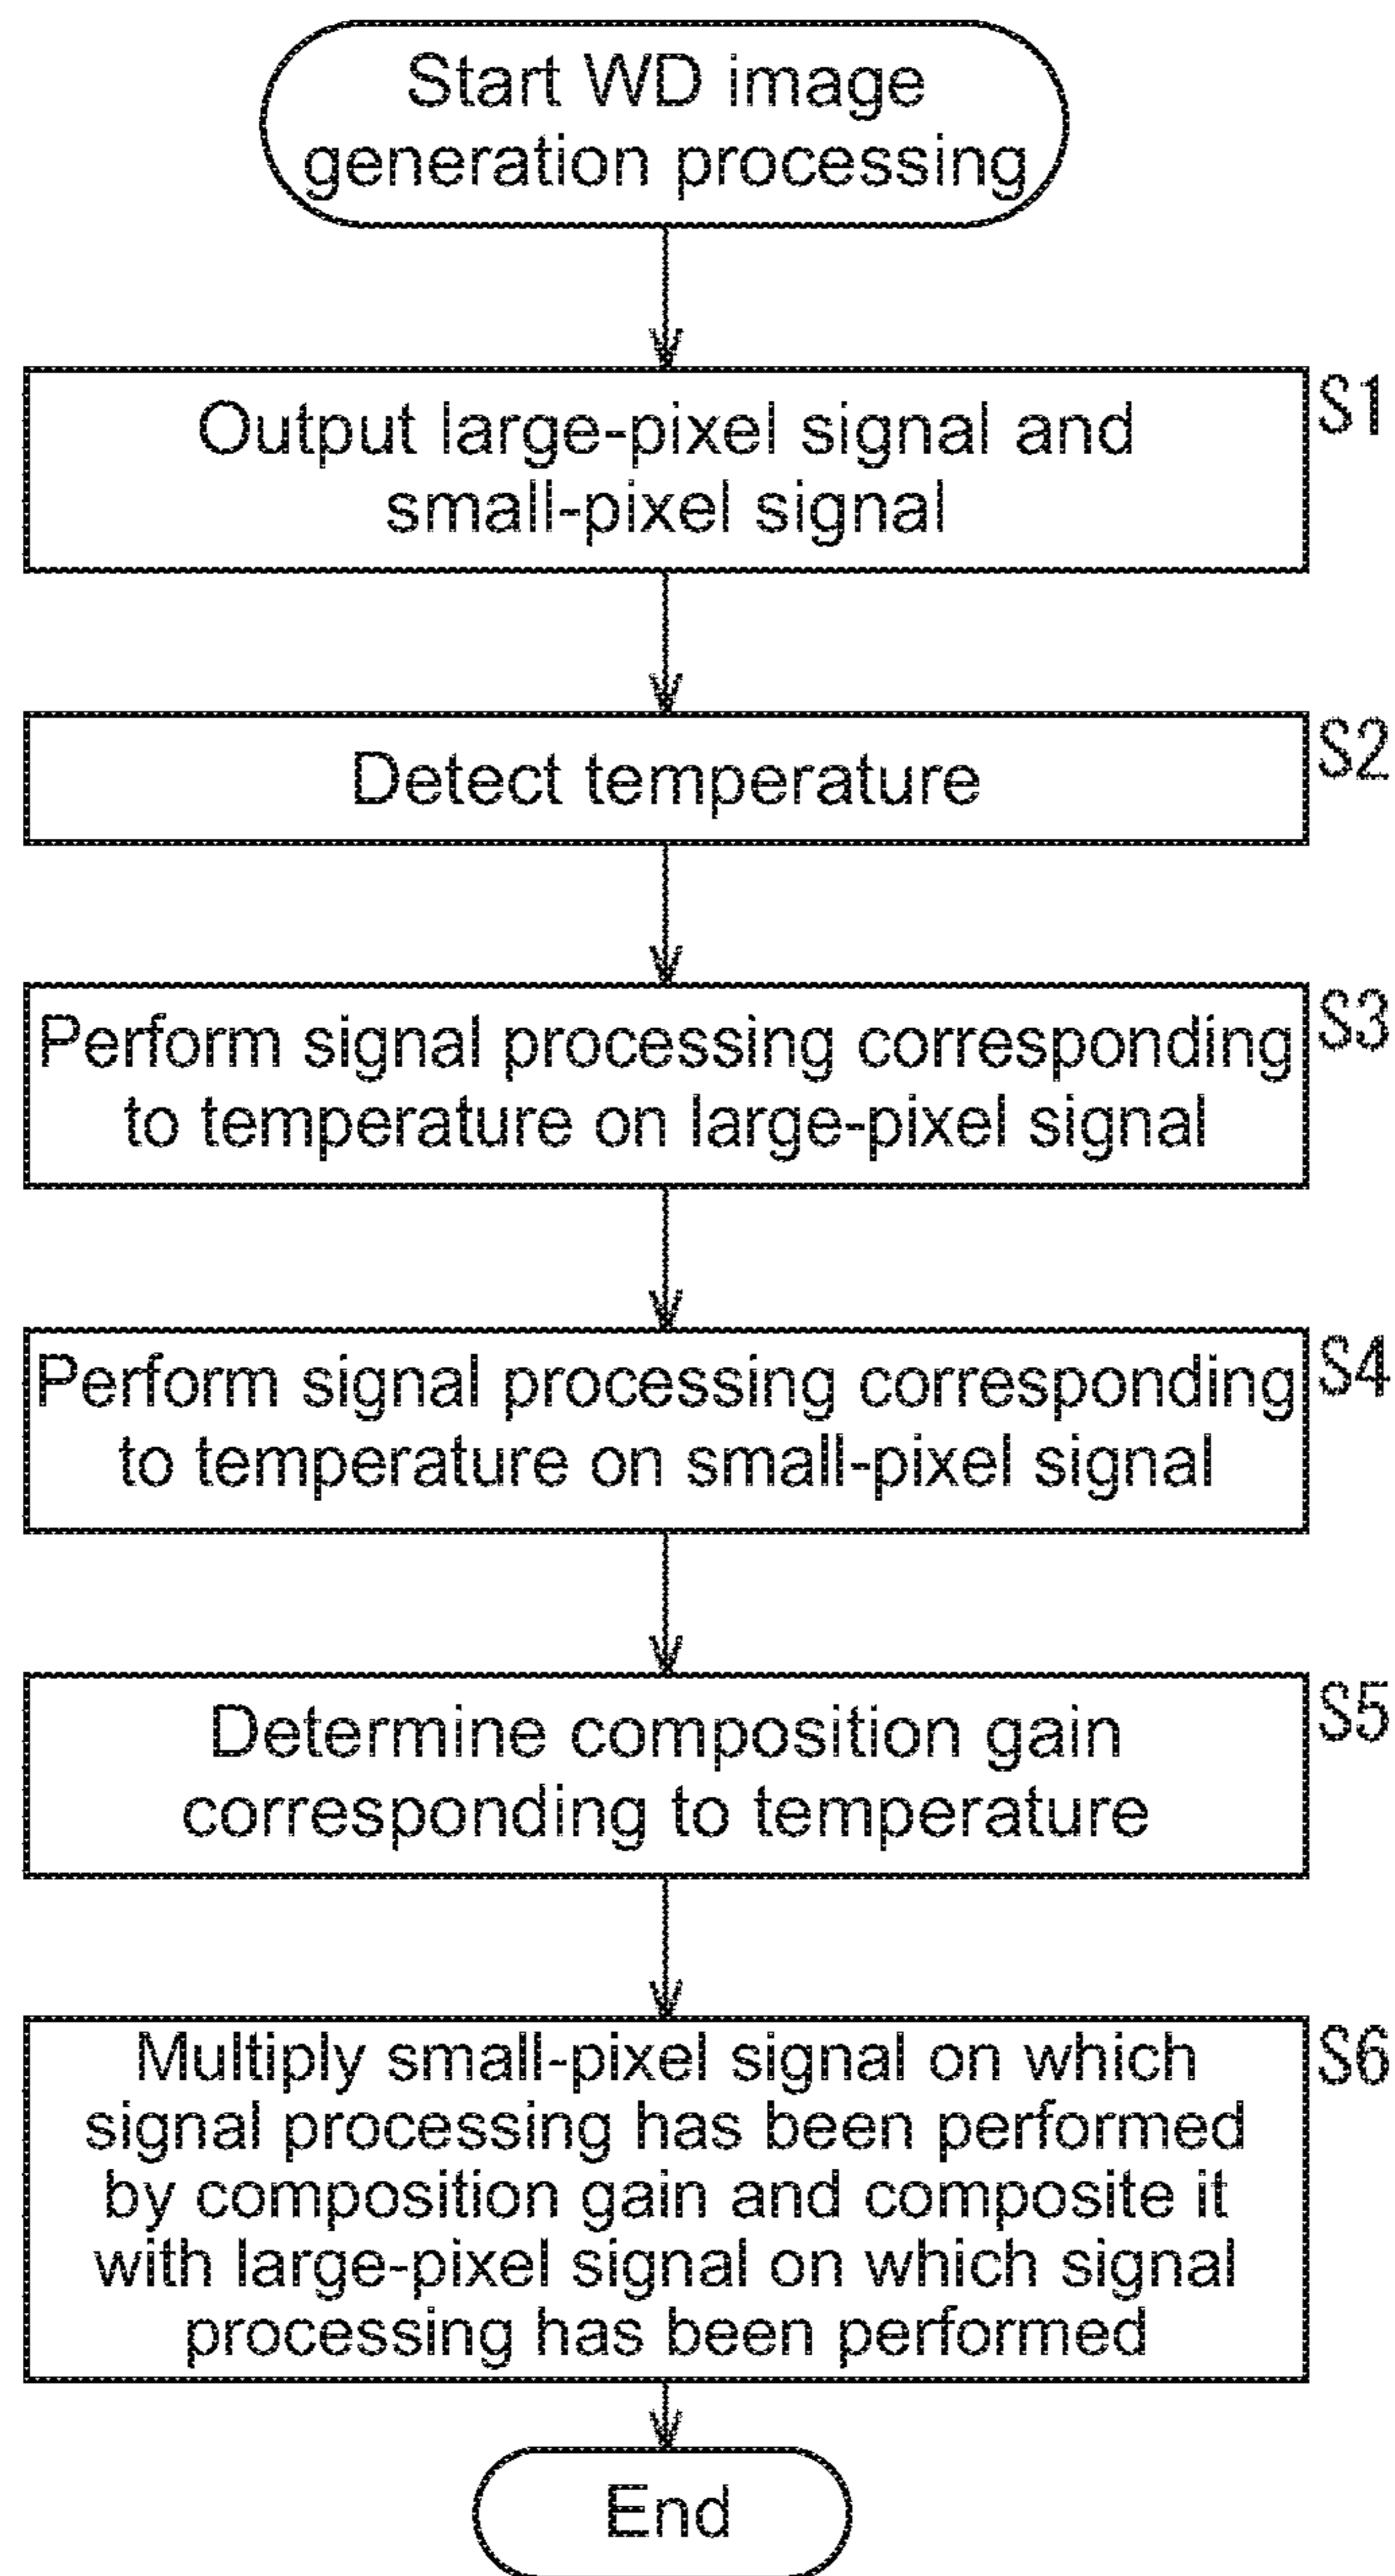 Start WD image
generation processing
Output large-pixel signal and
small-pixel signal
S1
Detect temperature
S2
Perform signal processing corresponding
to temperature on large-pixel signal
S3
Perform signal processing corresponding
to temperature on small-pixel signal
S4
Determine composition gain
corresponding to temperature
S5
Multiply small-pixel signal on which
signal processing has been performed
by composition gain and composite it
with large-pixel signal on which signal
processing has been performed
S6
End